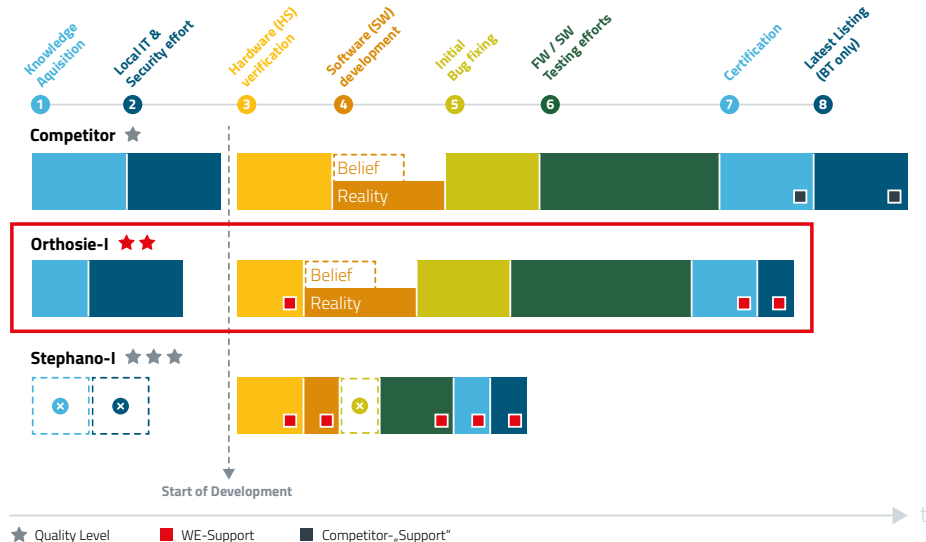 Knowledge
Aquisition
Local IT &
Security effort
Hardware (HS)
verification
Software (SW)
development
Initial
Bug fixing
FW / SW
Testing efforts
Certification
Latest Listing
(BT only)
1
2
3
4
5
6
7
8
Competitor
Belief
Reality
Orthosie-I
Belief
Reality
Stephano-I
Start of Development
t
Quality Level
WE-Support
Competitor-„Support“